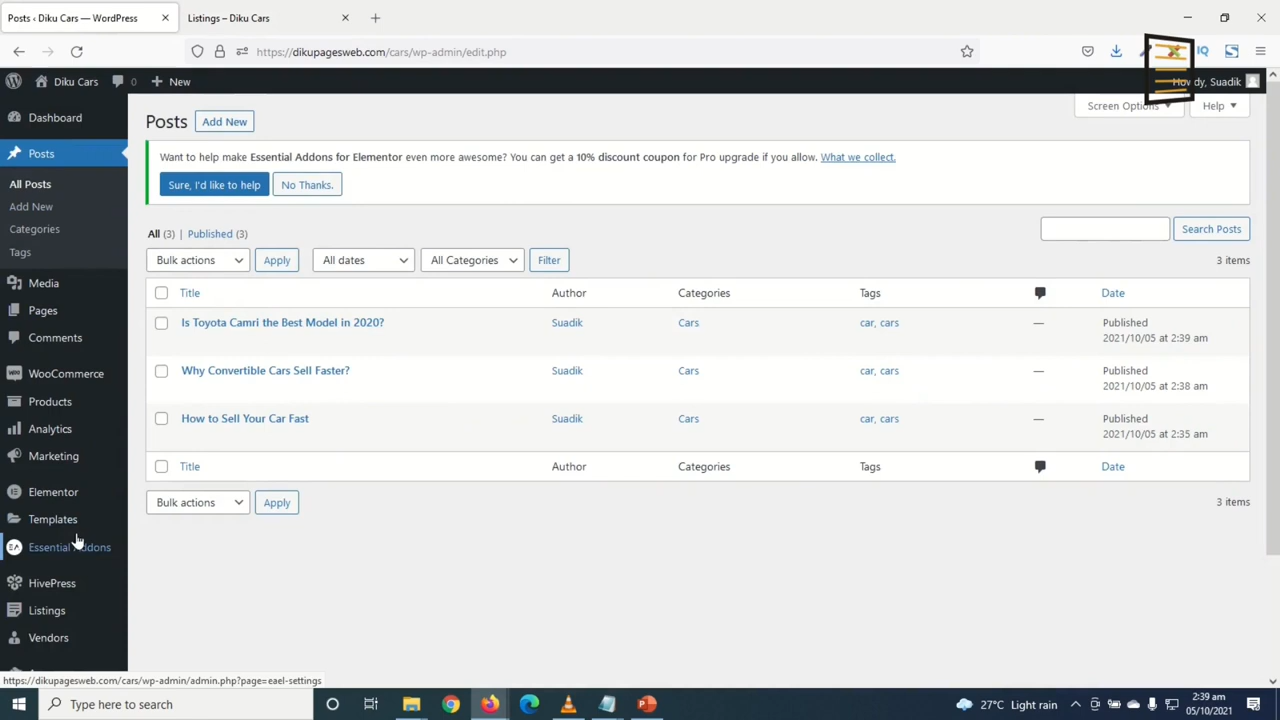 Posts ‹ Diku Cars — WordPress
Listings – Diku Cars
https://dikupagesweb.com/cars/wp-admin/edit.php
IQ
Diku Cars 0 New
dy, Suadik
Dashboard
Posts Add New
Screen Options Help
Posts
Want to help make Essential Addons for Elementor even more awesome? You can get a 10% discount coupon for Pro upgrade if you allow. What we collect.
Sure, I'd like to help No Thanks.
All Posts
Add New
Categories
Tags
All (3) | Published (3)
Search Posts
Bulk actions Apply All dates All Categories Filter 3 items
Media
Pages
Comments
WooCommerce
Products
Analytics
Marketing
Elementor
Templates
Essential Addons
HivePress
Listings
Vendors
Title Author Categories Tags Date
Is Toyota Camri the Best Model in 2020? Suadik Cars car, cars — Published
2021/10/05 at 2:39 am
Why Convertible Cars Sell Faster? Suadik Cars car, cars — Published
2021/10/05 at 2:38 am
How to Sell Your Car Fast Suadik Cars car, cars — Published
2021/10/05 at 2:35 am
Title Author Categories Tags Date
Bulk actions Apply 3 items
https://dikupagesweb.com/cars/wp-admin/admin.php?page=eael-settings
Type here to search
27°C Light rain
2:39 am
05/10/2021